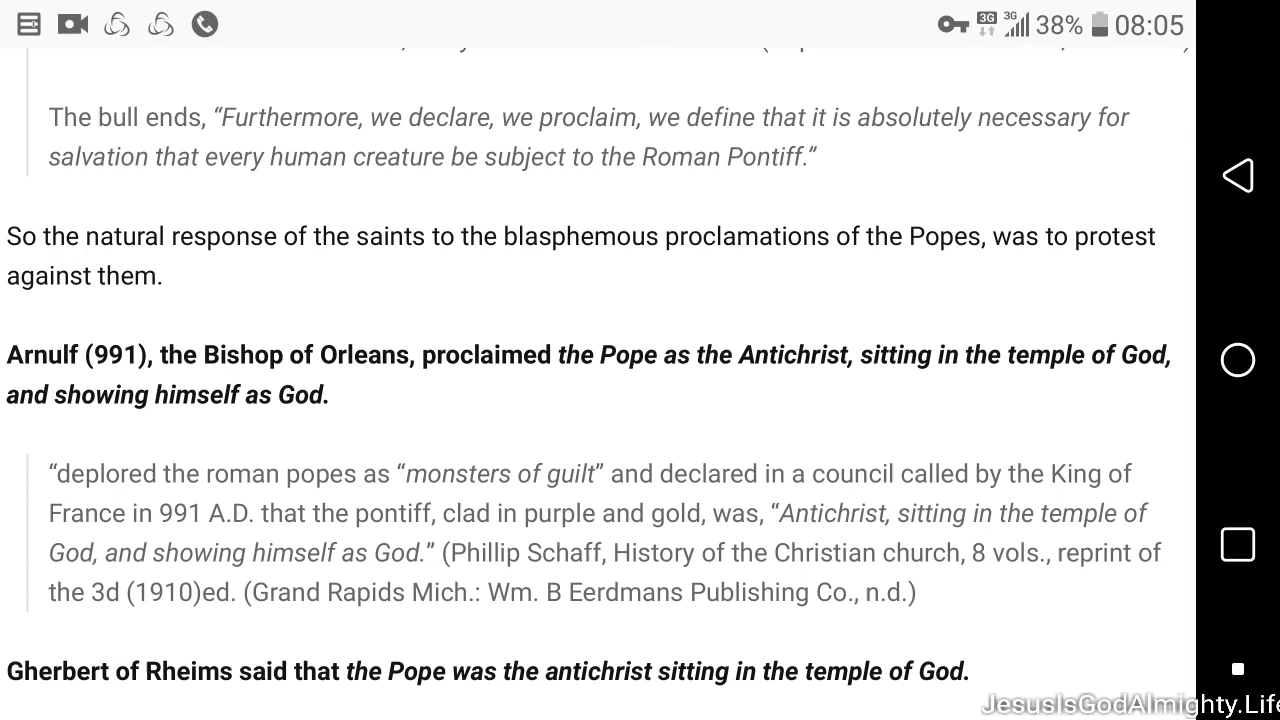 3G 3G 38% 08:05
The bull ends, “Furthermore, we declare, we proclaim, we define that it is absolutely necessary for
salvation that every human creature be subject to the Roman Pontiff.”
So the natural response of the saints to the blasphemous proclamations of the Popes, was to protest
against them.
Arnulf (991), the Bishop of Orleans, proclaimed the Pope as the Antichrist, sitting in the temple of God,
and showing himself as God.
“deplored the roman popes as “monsters of guilt” and declared in a council called by the King of
France in 991 A.D. that the pontiff, clad in purple and gold, was, “Antichrist, sitting in the temple of
God, and showing himself as God.” (Phillip Schaff, History of the Christian church, 8 vols., reprint of
the 3d (1910)ed. (Grand Rapids Mich.: Wm. B Eerdmans Publishing Co., n.d.)
Gherbert of Rheims said that the Pope was the antichrist sitting in the temple of God.
JesusIsGodAlmighty.Life